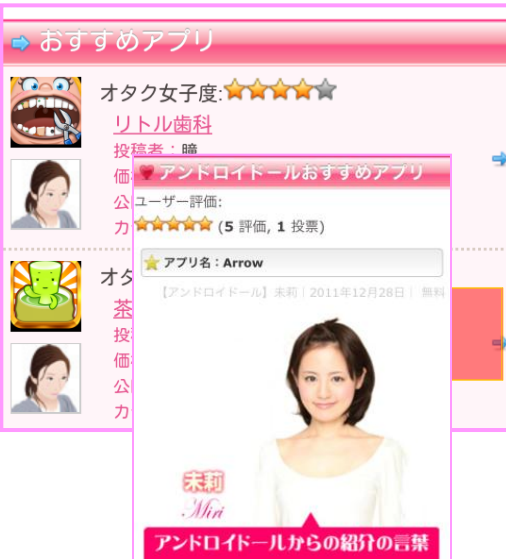 おすすめアプリ
オタク女子度:
リトル歯科
投稿者：瞳
価
公
カ
アンドロイドールおすすめアプリ
ユーザー評価:
(5 評価, 1 投票)
アプリ名：Arrow
【アンドロイドール】未莉 | 2011年12月28日 | 無料
オタ
茶
投
価
公
カ
未莉
Miri
アンドロイドールからの紹介の言葉